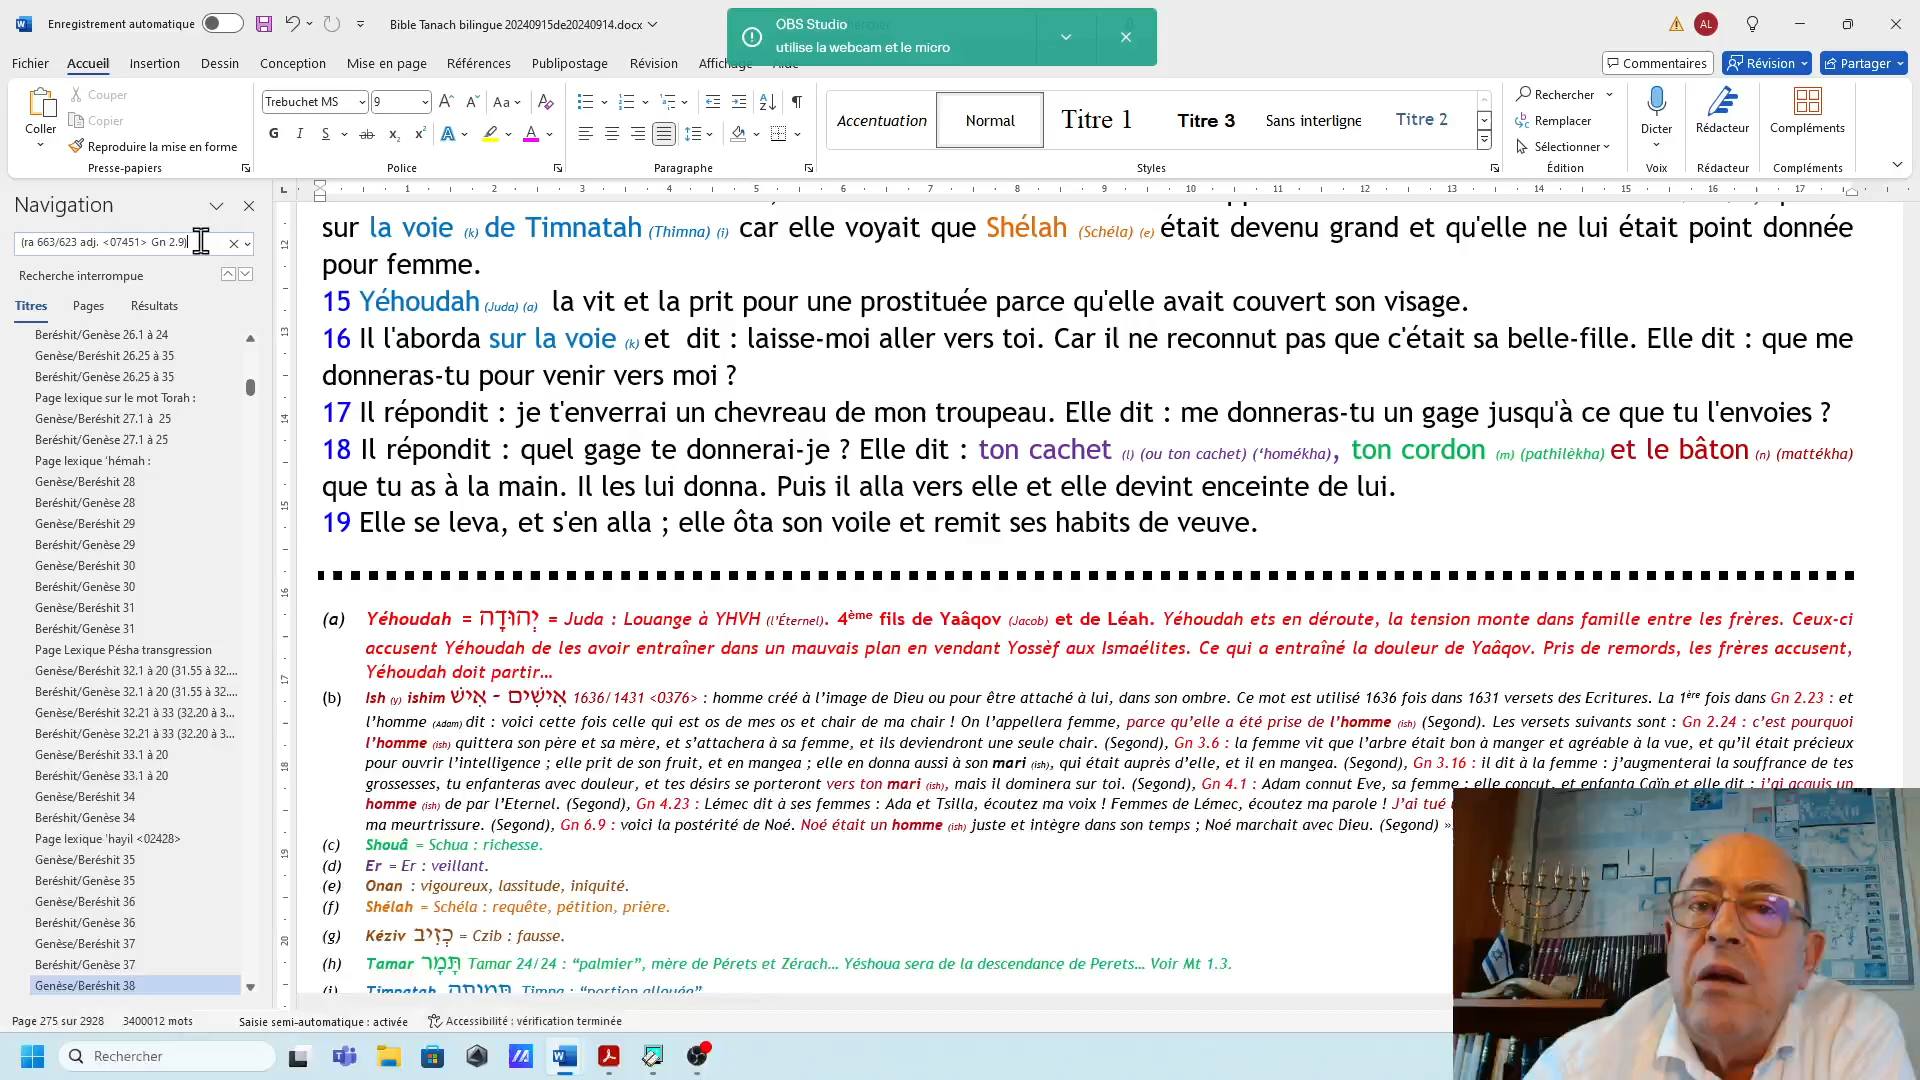 Enregistrement automatique
Bible Tanach bilingue 20240915de20240914.docx
OBS Studio
utilise la webcam et le micro
AL
Fichier Accueil Insertion Dessin Conception Mise en page Références Publipostage Révision Affichage Aide
Commentaires Révision Partager
Coller
Couper
Copier
Reproduire la mise en forme
Presse-papiers
Trebuchet MS 9
Police
Paragraphe
Accentuation Normal Titre 1 Titre 3 Sans interligne Titre 2
Styles
Rechercher
Remplacer
Sélectionner
Édition
Dicter
Voix
Rédacteur
Rédacteur
Compléments
Compléments
Navigation
(ra 663/623 adj. <07451> Gn 2.9)
Recherche interrompue
Titres Pages Résultats
Beréshit/Genèse 26.1 à 24
Genèse/Beréshit 26.25 à 35
Beréshit/Genèse 26.25 à 35
Page lexique sur le mot Torah :
Genèse/Beréshit 27.1 à 25
Beréshit/Genèse 27.1 à 25
Page lexique 'hémah :
Genèse/Beréshit 28
Beréshit/Genèse 28
Genèse/Beréshit 29
Beréshit/Genèse 29
Genèse/Beréshit 30
Beréshit/Genèse 30
Genèse/Beréshit 31
Beréshit/Genèse 31
Page Lexique Pésha transgression
Genèse/Beréshit 32.1 à 20 (31.55 à 32....
Beréshit/Genèse 32.1 à 20 (31.55 à 32....
Genèse/Beréshit 32.21 à 33 (32.20 à 3...
Beréshit/Genèse 32.21 à 33 (32.20 à 3...
Genèse/Beréshit 33.1 à 20
Beréshit/Genèse 33.1 à 20
Genèse/Beréshit 34
Beréshit/Genèse 34
Page lexique 'hayil <02428>
Genèse/Beréshit 35
Beréshit/Genèse 35
Genèse/Beréshit 36
Beréshit/Genèse 36
Genèse/Beréshit 37
Beréshit/Genèse 37
Genèse/Beréshit 38
sur la voie (k) de Timnatah (Thimna) (i) car elle voyait que Shélah (Schéla) (e) était devenu grand et qu'elle ne lui était point donnée
pour femme.
15 Yéhoudah (Juda) (a) la vit et la prit pour une prostituée parce qu'elle avait couvert son visage.
16 Il l'aborda sur la voie (k) et dit : laisse-moi aller vers toi. Car il ne reconnut pas que c'était sa belle-fille. Elle dit : que me
donneras-tu pour venir vers moi ?
17 Il répondit : je t'enverrai un chevreau de mon troupeau. Elle dit : me donneras-tu un gage jusqu'à ce que tu l'envoies ?
18 Il répondit : quel gage te donnerai-je ? Elle dit : ton cachet (l) (ou ton cachet) ('homékha), ton cordon (m) (pathilèkha) et le bâton (n) (mattékha)
que tu as à la main. Il les lui donna. Puis il alla vers elle et elle devint enceinte de lui.
19 Elle se leva, et s'en alla ; elle ôta son voile et remit ses habits de veuve.
(a) Yéhoudah = יְהוּדָה = Juda : Louange à YHVH (l'Éternel). 4ème fils de Yaâqov (Jacob) et de Léah. Yéhoudah ets en déroute, la tension monte dans famille entre les frères. Ceux-ci
accusent Yéhoudah de les avoir entraîner dans un mauvais plan en vendant Yossèf aux Ismaélites. Ce qui a entraîné la douleur de Yaâqov. Pris de remords, les frères accusent,
Yéhoudah doit partir…
(b) Ish (y) ishim אִישִׁים - אִישׁ 1636/1431 <0376> : homme créé à l'image de Dieu ou pour être attaché à lui, dans son ombre. Ce mot est utilisé 1636 fois dans 1631 versets des Ecritures. La 1ère fois dans Gn 2.23 : et
l'homme (Adam) dit : voici cette fois celle qui est os de mes os et chair de ma chair ! On l'appellera femme, parce qu'elle a été prise de l'homme (ish) (Segond). Les versets suivants sont : Gn 2.24 : c'est pourquoi
l'homme (ish) quittera son père et sa mère, et s'attachera à sa femme, et ils deviendront une seule chair. (Segond), Gn 3.6 : la femme vit que l'arbre était bon à manger et agréable à la vue, et qu'il était précieux
pour ouvrir l'intelligence ; elle prit de son fruit, et en mangea ; elle en donna aussi à son mari (ish), qui était auprès d'elle, et il en mangea. (Segond), Gn 3.16 : il dit à la femme : j'augmenterai la souffrance de tes
grossesses, tu enfanteras avec douleur, et tes désirs se porteront vers ton mari (ish), mais il dominera sur toi. (Segond), Gn 4.1 : Adam connut Eve, sa femme ; elle conçut, et enfanta Caïn et elle dit : j'ai acquis un
homme (ish) de par l'Eternel. (Segond), Gn 4.23 : Lémec dit à ses femmes : Ada et Tsilla, écoutez ma voix ! Femmes de Lémec, écoutez ma parole ! J'ai tué
ma meurtrissure. (Segond), Gn 6.9 : voici la postérité de Noé. Noé était un homme (ish) juste et intègre dans son temps ; Noé marchait avec Dieu. (Segond) »
(c) Shouâ = Schua : richesse.
(d) Er = Er : veillant.
(e) Onan : vigoureux, lassitude, iniquité.
(f) Shélah = Schéla : requête, pétition, prière.
(g) Kéziv כְּזִיב = Czib : fausse.
(h) Tamar תָּמָר Tamar 24/24 : "palmier", mère de Pérets et Zérach… Yéshoua sera de la descendance de Perets… Voir Mt 1.3.
(i) Timnatah תִּמְנָתָה Timna : "portion allouée"
Page 275 sur 2928 3400012 mots Saisie semi-automatique : activée Accessibilité : vérification terminée
Rechercher